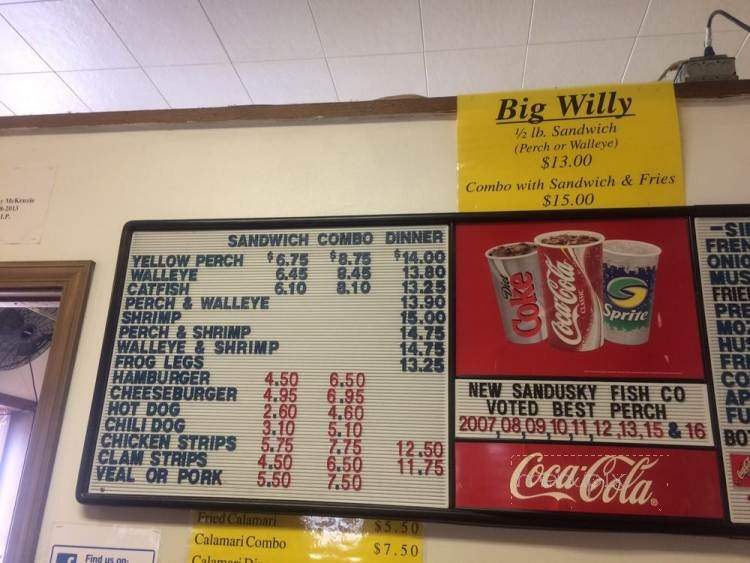 Big Willy
½ lb. Sandwich
(Perch or Walleye)
$13.00
Combo with Sandwich & Fries
$15.00
McKenzie
SANDWICH COMBO DINNER
YELLOW PERCH $6.75 $8.75 $14.00
WALLEYE 6.45 8.45 13.80
CATFISH 6.10 8.10 13.25
PERCH & WALLEYE 13.90
SHRIMP 15.00
PERCH & SHRIMP 14.75
WALLEYE & SHRIMP 14.75
FROG LEGS 13.25
HAMBURGER 4.50 6.50
CHEESEBURGER 4.95 6.95
HOT DOG 2.60 4.60
CHILI DOG 3.10 5.10
CHICKEN STRIPS 5.75 7.75 12.50
CLAM STRIPS 4.50 6.50 11.75
VEAL OR PORK 5.50 7.50
Diet Coke
Coca-Cola
CLASSIC
Sprite
NEW SANDUSKY FISH CO
VOTED BEST PERCH
2007,08,09,10,11,12,13,15 & 16
Coca-Cola
Fried Calamari $5.50
Calamari Combo $7.50
Calamari
Find us on: